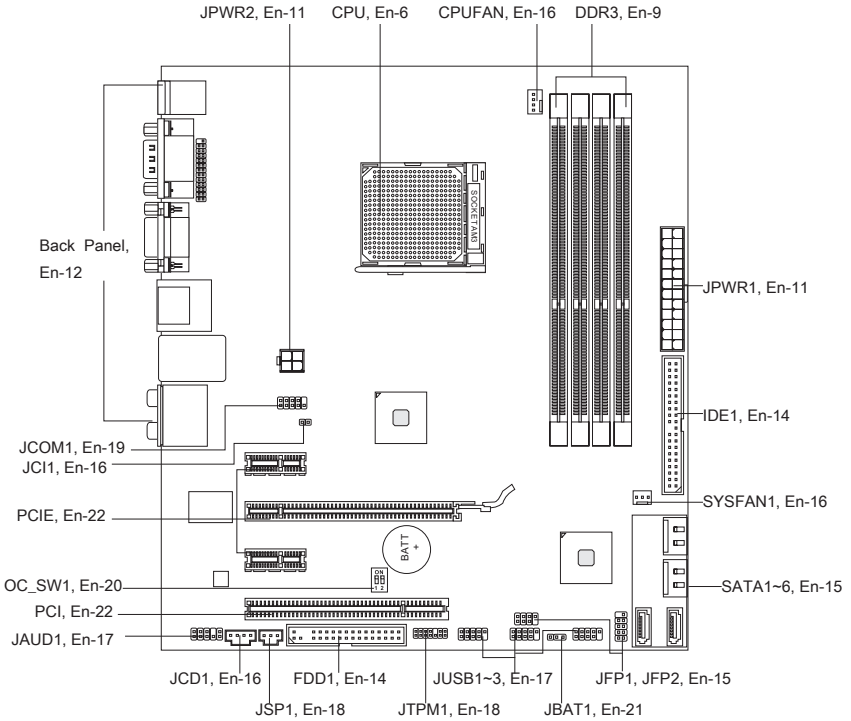 JPWR2, En-11
CPU, En-6
CPUFAN, En-16
DDR3, En-9
SOCKET AM3
Back Panel,
En-12
JPWR1, En-11
IDE1, En-14
JCOM1, En-19
JCI1, En-16
SYSFAN1, En-16
PCIE, En-22
BATT
+
ON
1 2
OC_SW1, En-20
SATA1~6, En-15
PCI, En-22
JAUD1, En-17
JCD1, En-16
FDD1, En-14
JUSB1~3, En-17
JFP1, JFP2, En-15
JSP1, En-18
JTPM1, En-18
JBAT1, En-21